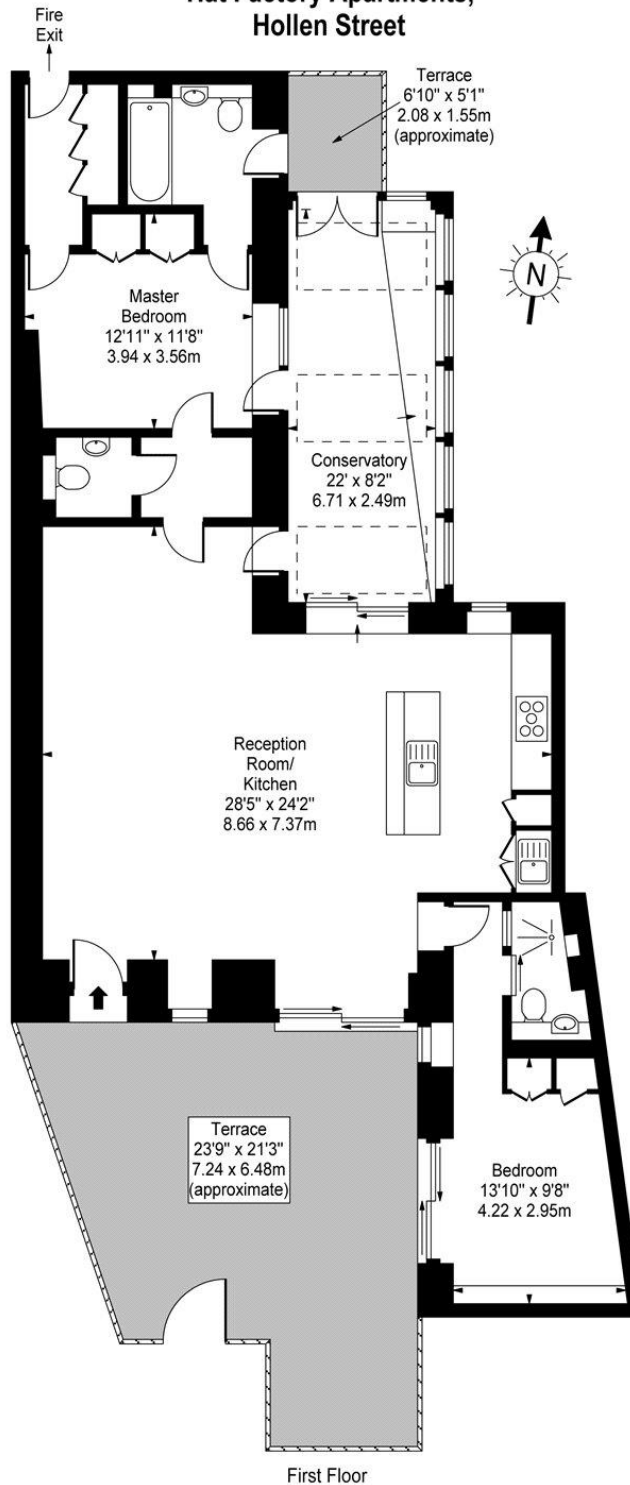 Hat Factory Apartments,
Hollen Street
Fire
Exit
Terrace
6'10" x 5'1"
2.08 x 1.55m
(approximate)
N
Master
Bedroom
12'11" x 11'8"
3.94 x 3.56m
Conservatory
22' x 8'2"
6.71 x 2.49m
Reception
Room/
Kitchen
28'5" x 24'2"
8.66 x 7.37m
Terrace
23'9" x 21'3"
7.24 x 6.48m
(approximate)
Bedroom
13'10" x 9'8"
4.22 x 2.95m
First Floor